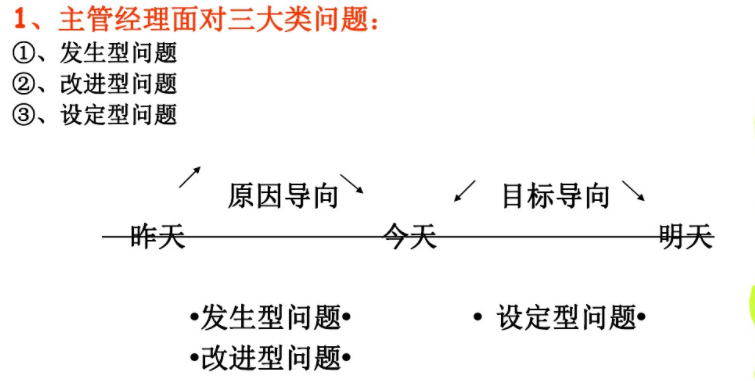 1、主管经理面对三大类问题：
①、发生型问题
②、改进型问题
③、设定型问题
原因导向 目标导向
昨天 今天 明天
•发生型问题• • 设定型问题•
•改进型问题•